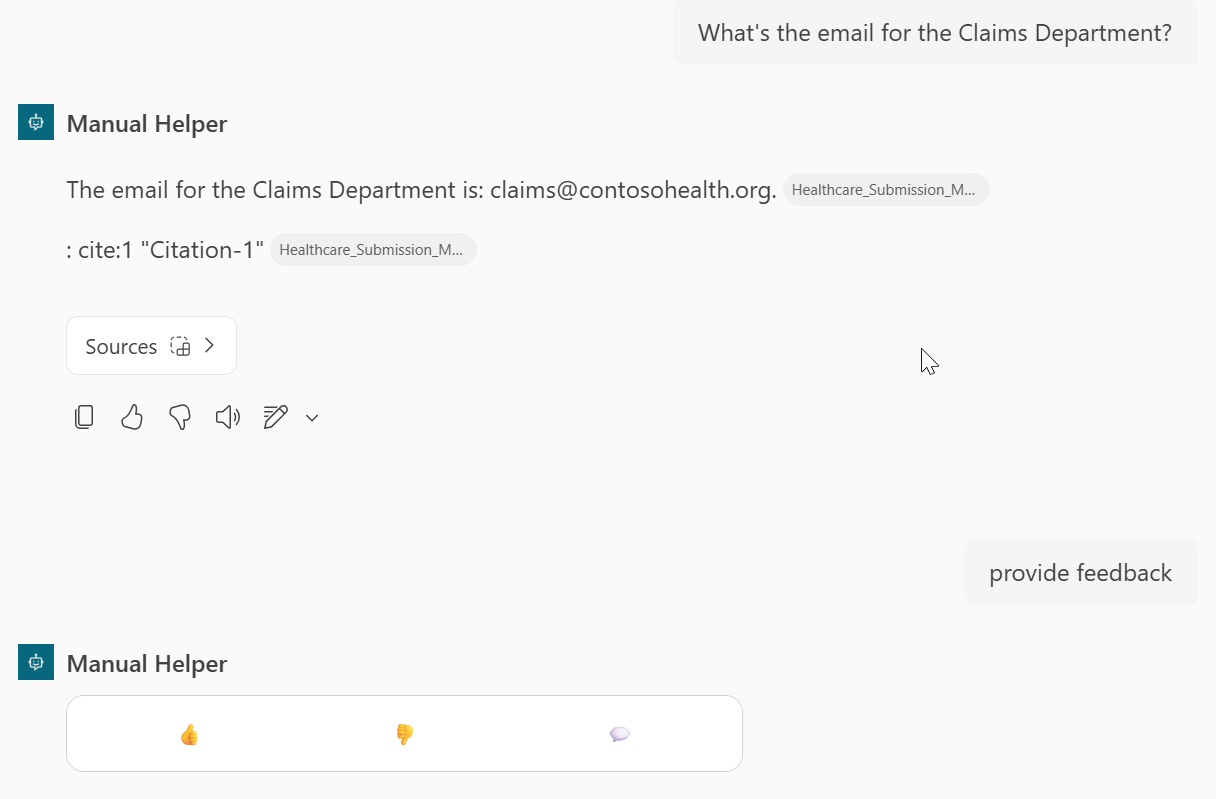 What's the email for the Claims Department?
Manual Helper
The email for the Claims Department is: claims@contosohealth.org. Healthcare_Submission_M...
: cite:1 "Citation-1" Healthcare_Submission_M...
Sources
provide feedback
Manual Helper